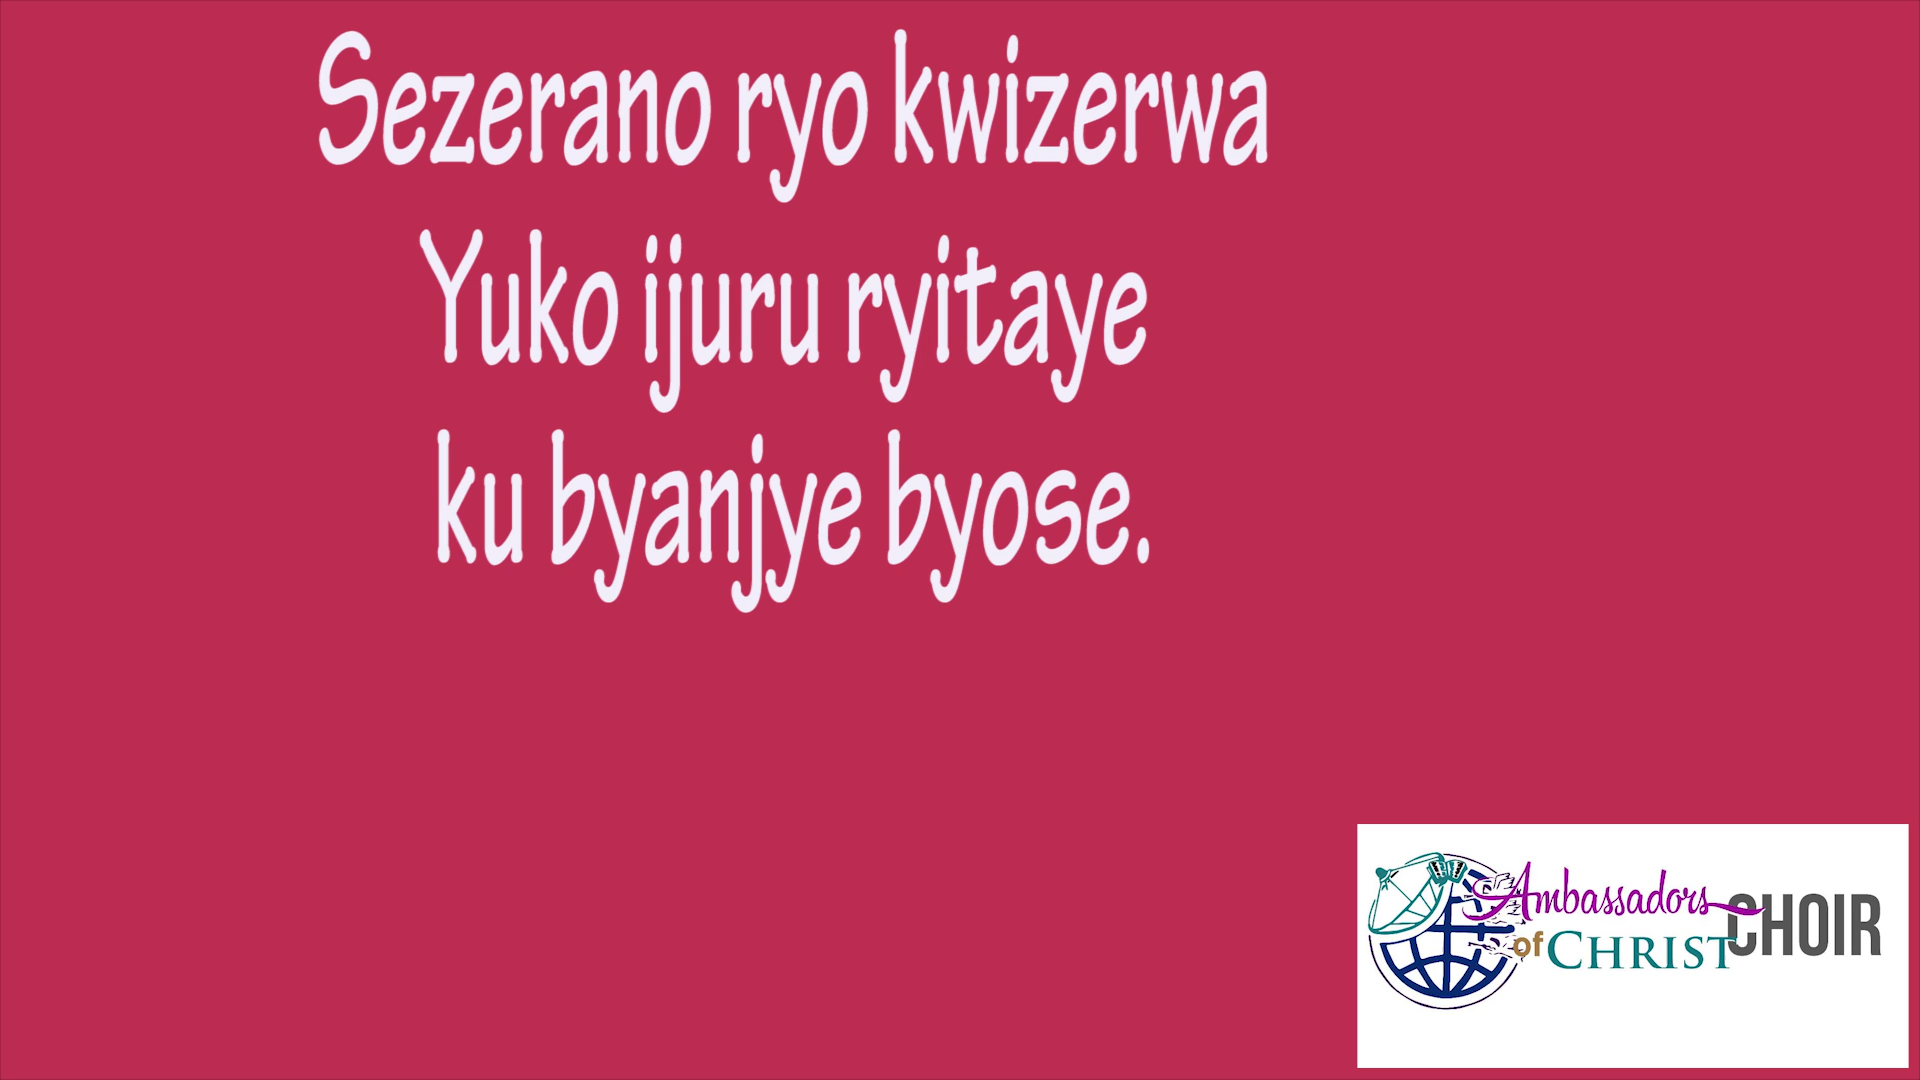 Sezerano ryo kwizerwa
Yuko ijuru ryitaye
ku byanjye byose.
Ambassadors
of CHRIST
CHOIR